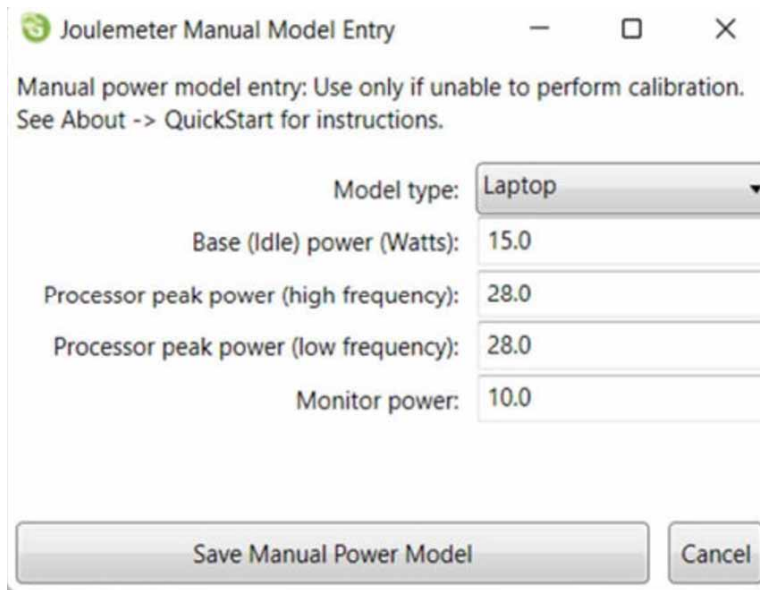 Joulemeter Manual Model Entry
Manual power model entry: Use only if unable to perform calibration.
See About -> QuickStart for instructions.
Model type: Laptop
Base (Idle) power (Watts): 15.0
Processor peak power (high frequency): 28.0
Processor peak power (low frequency): 28.0
Monitor power: 10.0
Save Manual Power Model Cancel